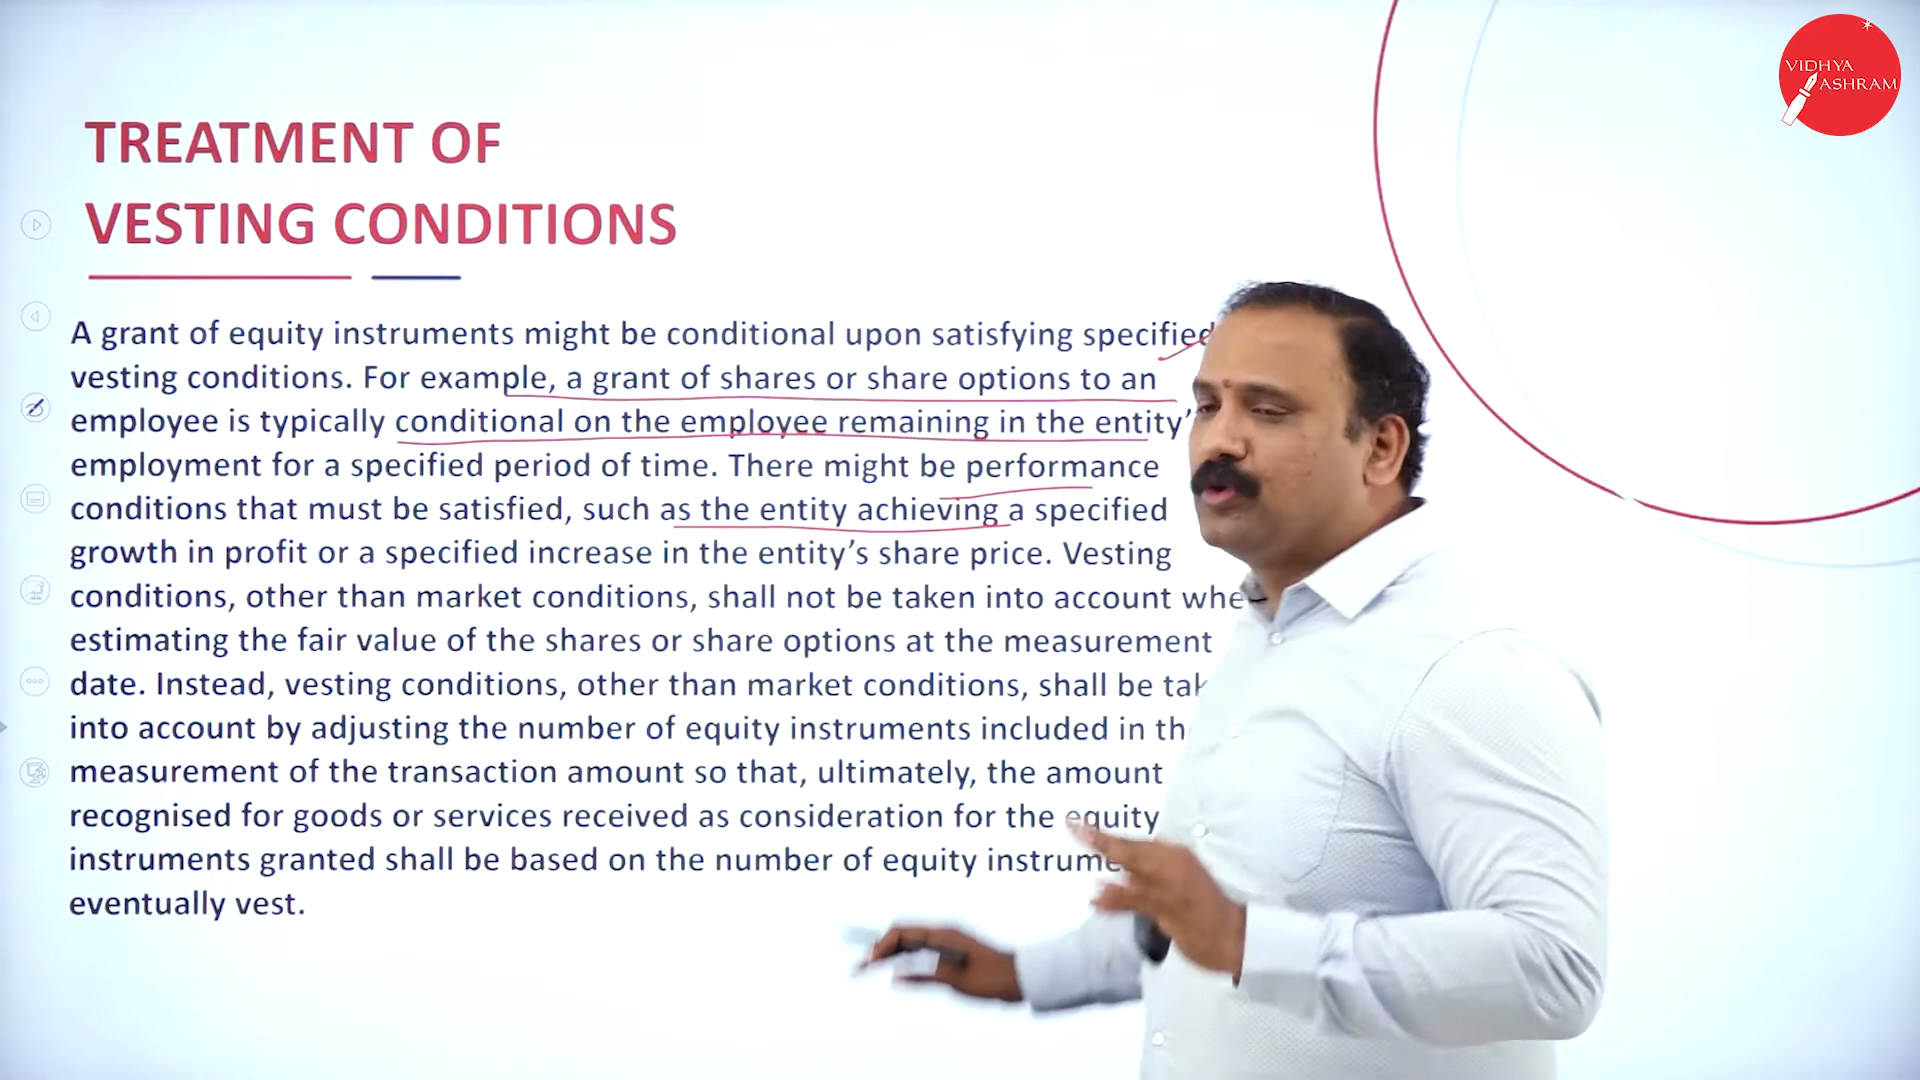 VIDHYA
ASHRAM
TREATMENT OF
VESTING CONDITIONS
A grant of equity instruments might be conditional upon satisfying specified
vesting conditions. For example, a grant of shares or share options to an
employee is typically conditional on the employee remaining in the entity’
employment for a specified period of time. There might be performance
conditions that must be satisfied, such as the entity achieving a specified
growth in profit or a specified increase in the entity’s share price. Vesting
conditions, other than market conditions, shall not be taken into account
estimating the fair value of the shares or share options at the measurement
date. Instead, vesting conditions, other than market conditions, shall be
into account by adjusting the number of equity instruments included in
measurement of the transaction amount so that, ultimately, the amount
recognised for goods or services received as consideration for the equity
instruments granted shall be based on the number of equity
eventually vest.